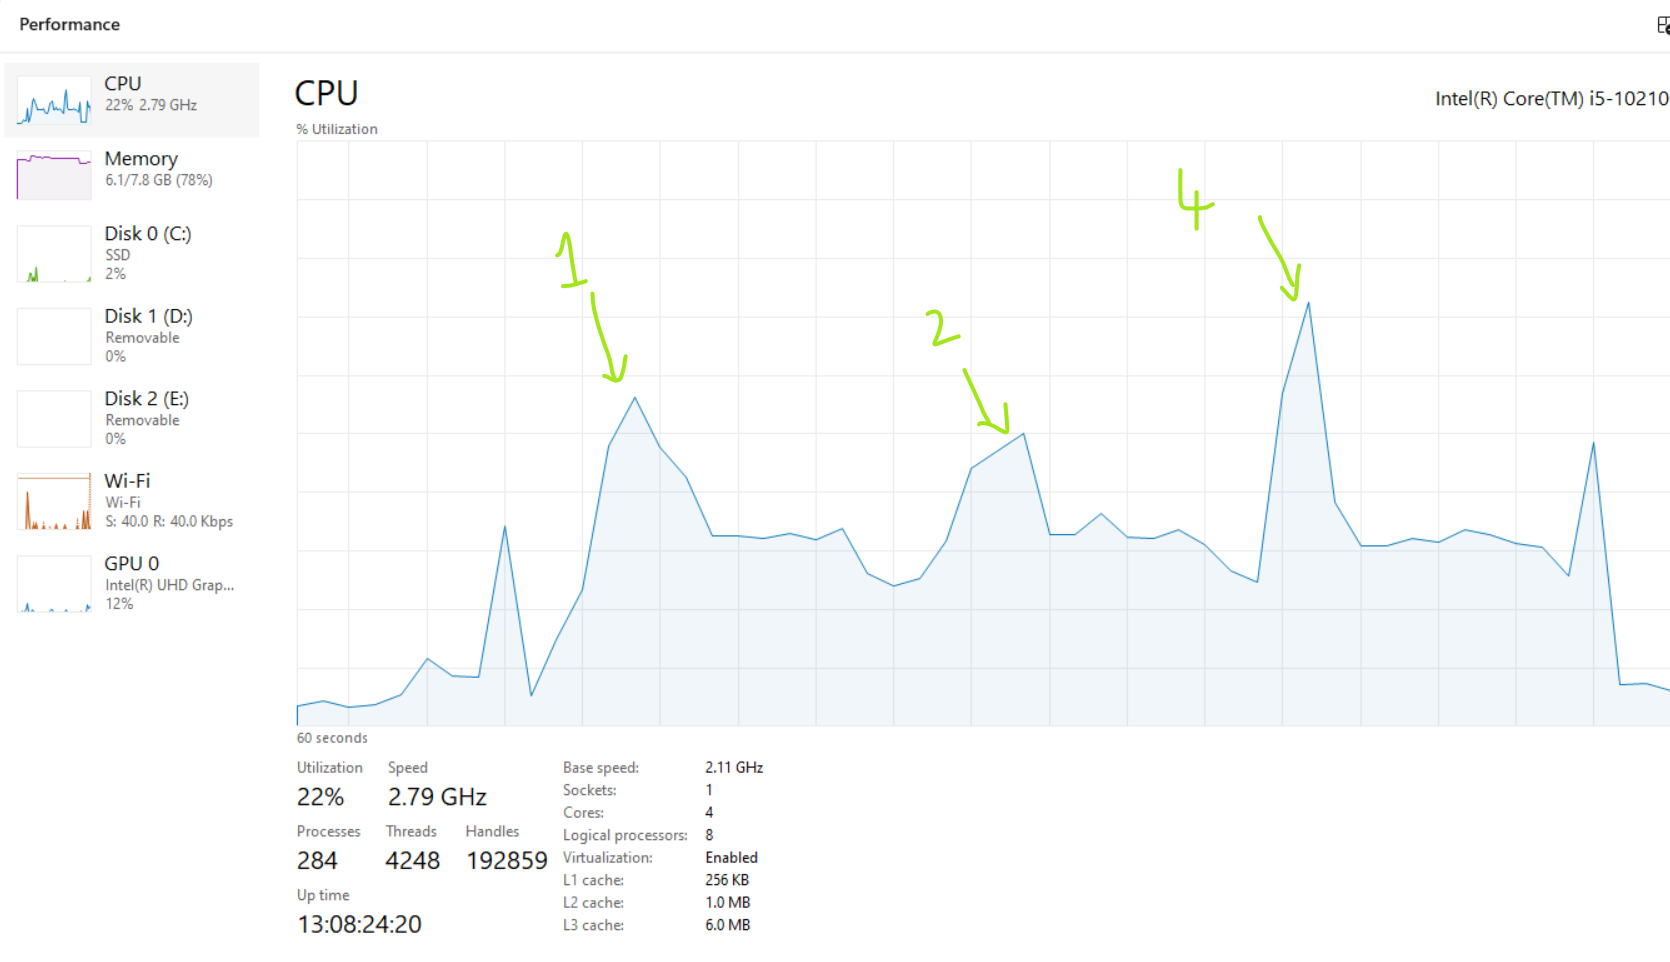 Performance
CPU
22% 2.79 GHz
Memory
6.1/7.8 GB (78%)
Disk 0 (C:)
SSD
2%
Disk 1 (D:)
Removable
0%
Disk 2 (E:)
Removable
0%
Wi-Fi
Wi-Fi
S: 40.0 R: 40.0 Kbps
GPU 0
Intel(R) UHD Grap...
12%
CPU
Intel(R) Core(TM) i5-10210
% Utilization
1
2
4
60 seconds
Utilization Speed
22% 2.79 GHz
Processes Threads Handles
284 4248 192859
Up time
13:08:24:20
Base speed: 2.11 GHz
Sockets: 1
Cores: 4
Logical processors: 8
Virtualization: Enabled
L1 cache: 256 KB
L2 cache: 1.0 MB
L3 cache: 6.0 MB